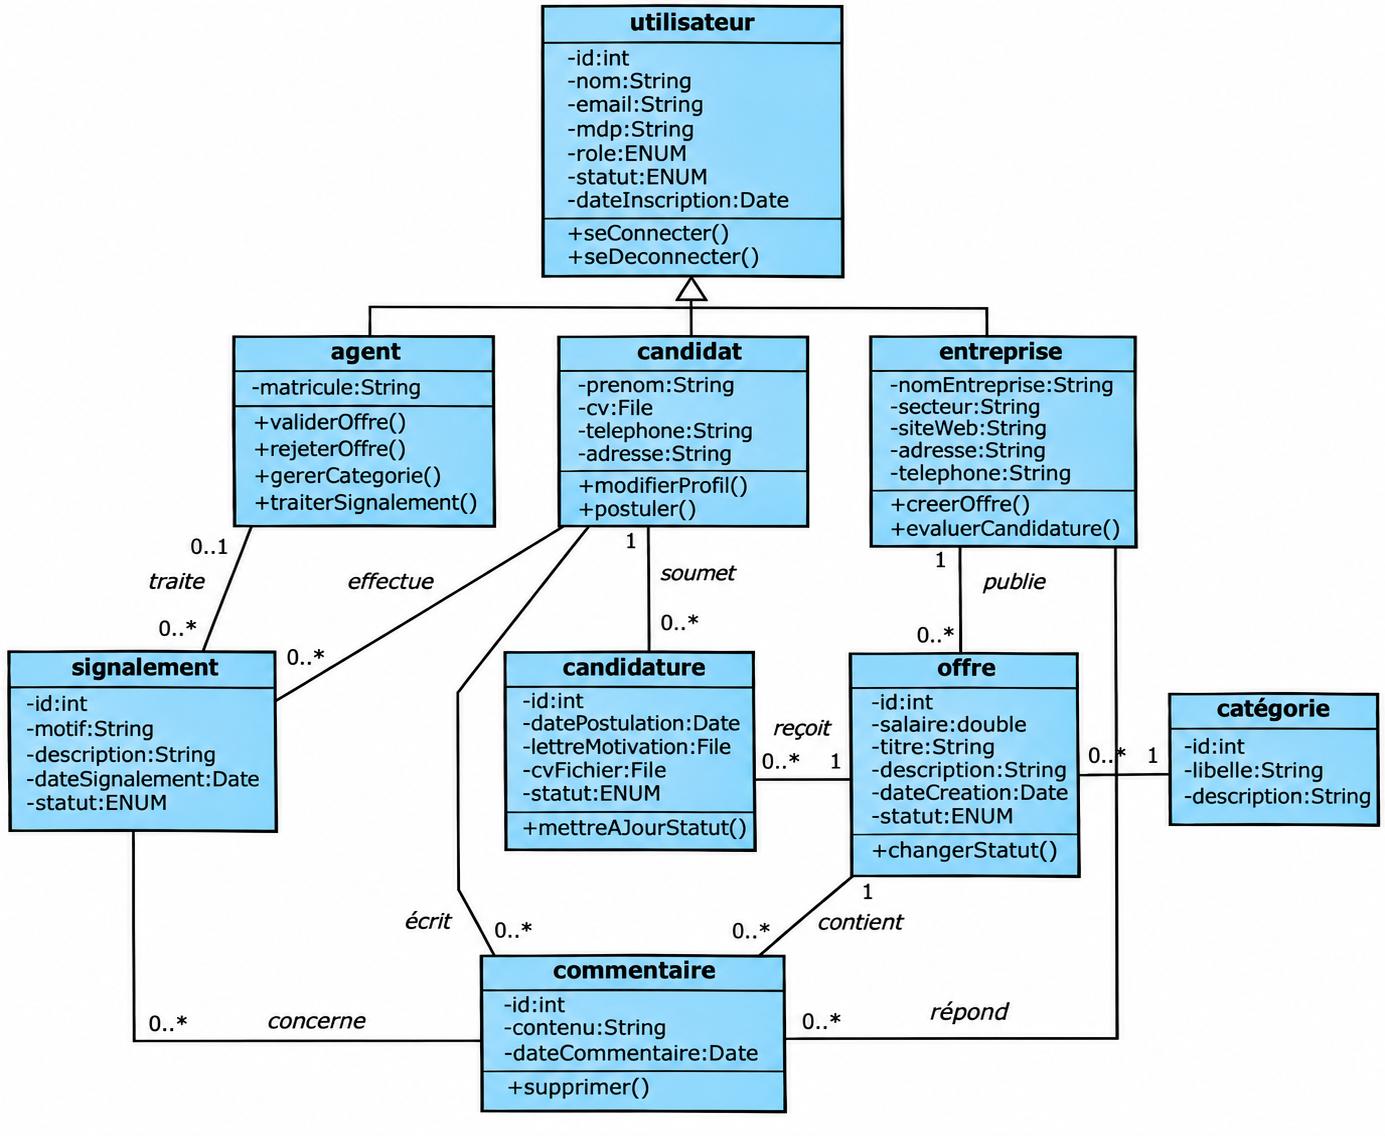 utilisateur
-id:int
-nom:String
-email:String
-mdp:String
-role:ENUM
-statut:ENUM
-dateInscription:Date
+seConnecter()
+seDeconnecter()
agent
-matricule:String
+validerOffre()
+rejeterOffre()
+gererCategorie()
+traiterSignalement()
candidat
-prenom:String
-cv:File
-telephone:String
-adresse:String
+modifierProfil()
+postuler()
entreprise
-nomEntreprise:String
-secteur:String
-siteWeb:String
-adresse:String
-telephone:String
+creerOffre()
+evaluerCandidature()
0..1
traite
0..*
effectue
0..*
1
soumet
0..*
1
publie
0..*
signalement
-id:int
-motif:String
-description:String
-dateSignalement:Date
-statut:ENUM
candidature
-id:int
-datePostulation:Date
-lettreMotivation:File
-cvFichier:File
-statut:ENUM
+mettreAJourStatut()
reçoit
0..* 1
offre
-id:int
-salaire:double
-titre:String
-description:String
-dateCreation:Date
-statut:ENUM
+changerStatut()
0..* 1
catégorie
-id:int
-libelle:String
-description:String
écrit
0..*
1
contient
0..*
commentaire
-id:int
-contenu:String
-dateCommentaire:Date
+supprimer()
0..*
concerne
0..*
répond